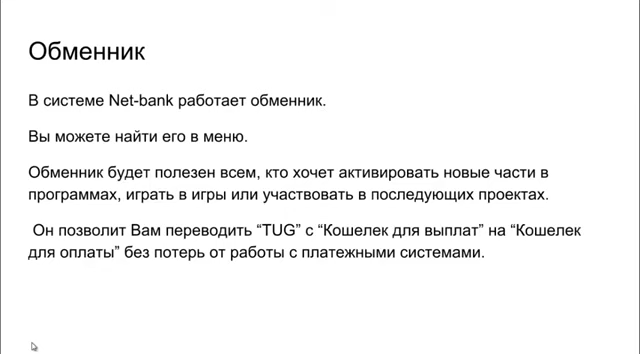 Обменник
В системе Net-bank работает обменник.
Вы можете найти его в меню.
Обменник будет полезен всем, кто хочет активировать новые части в
программах, играть в игры или участвовать в последующих проектах.
Он позволит Вам переводить “TUG” с “Кошелек для выплат” на “Кошелек
для оплаты” без потерь от работы с платежными системами.